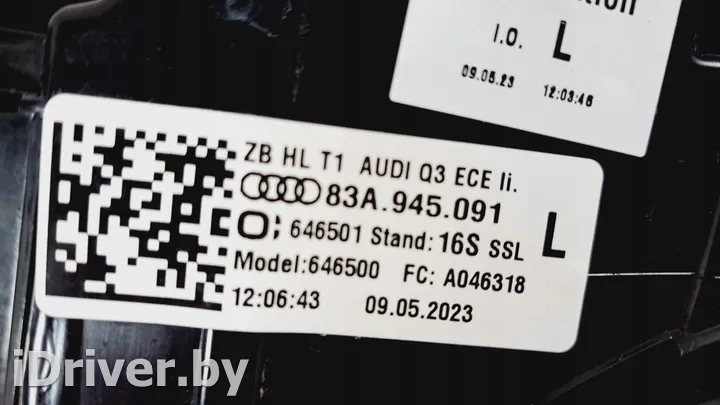 I.O. L
09.05.23 12:03:46
ZB HL T1 AUDI Q3 ECE li.
83A.945.091
646501 Stand: 16S SSL L
Model:646500 FC: A046318
12:06:43 09.05.2023
iDriver.by